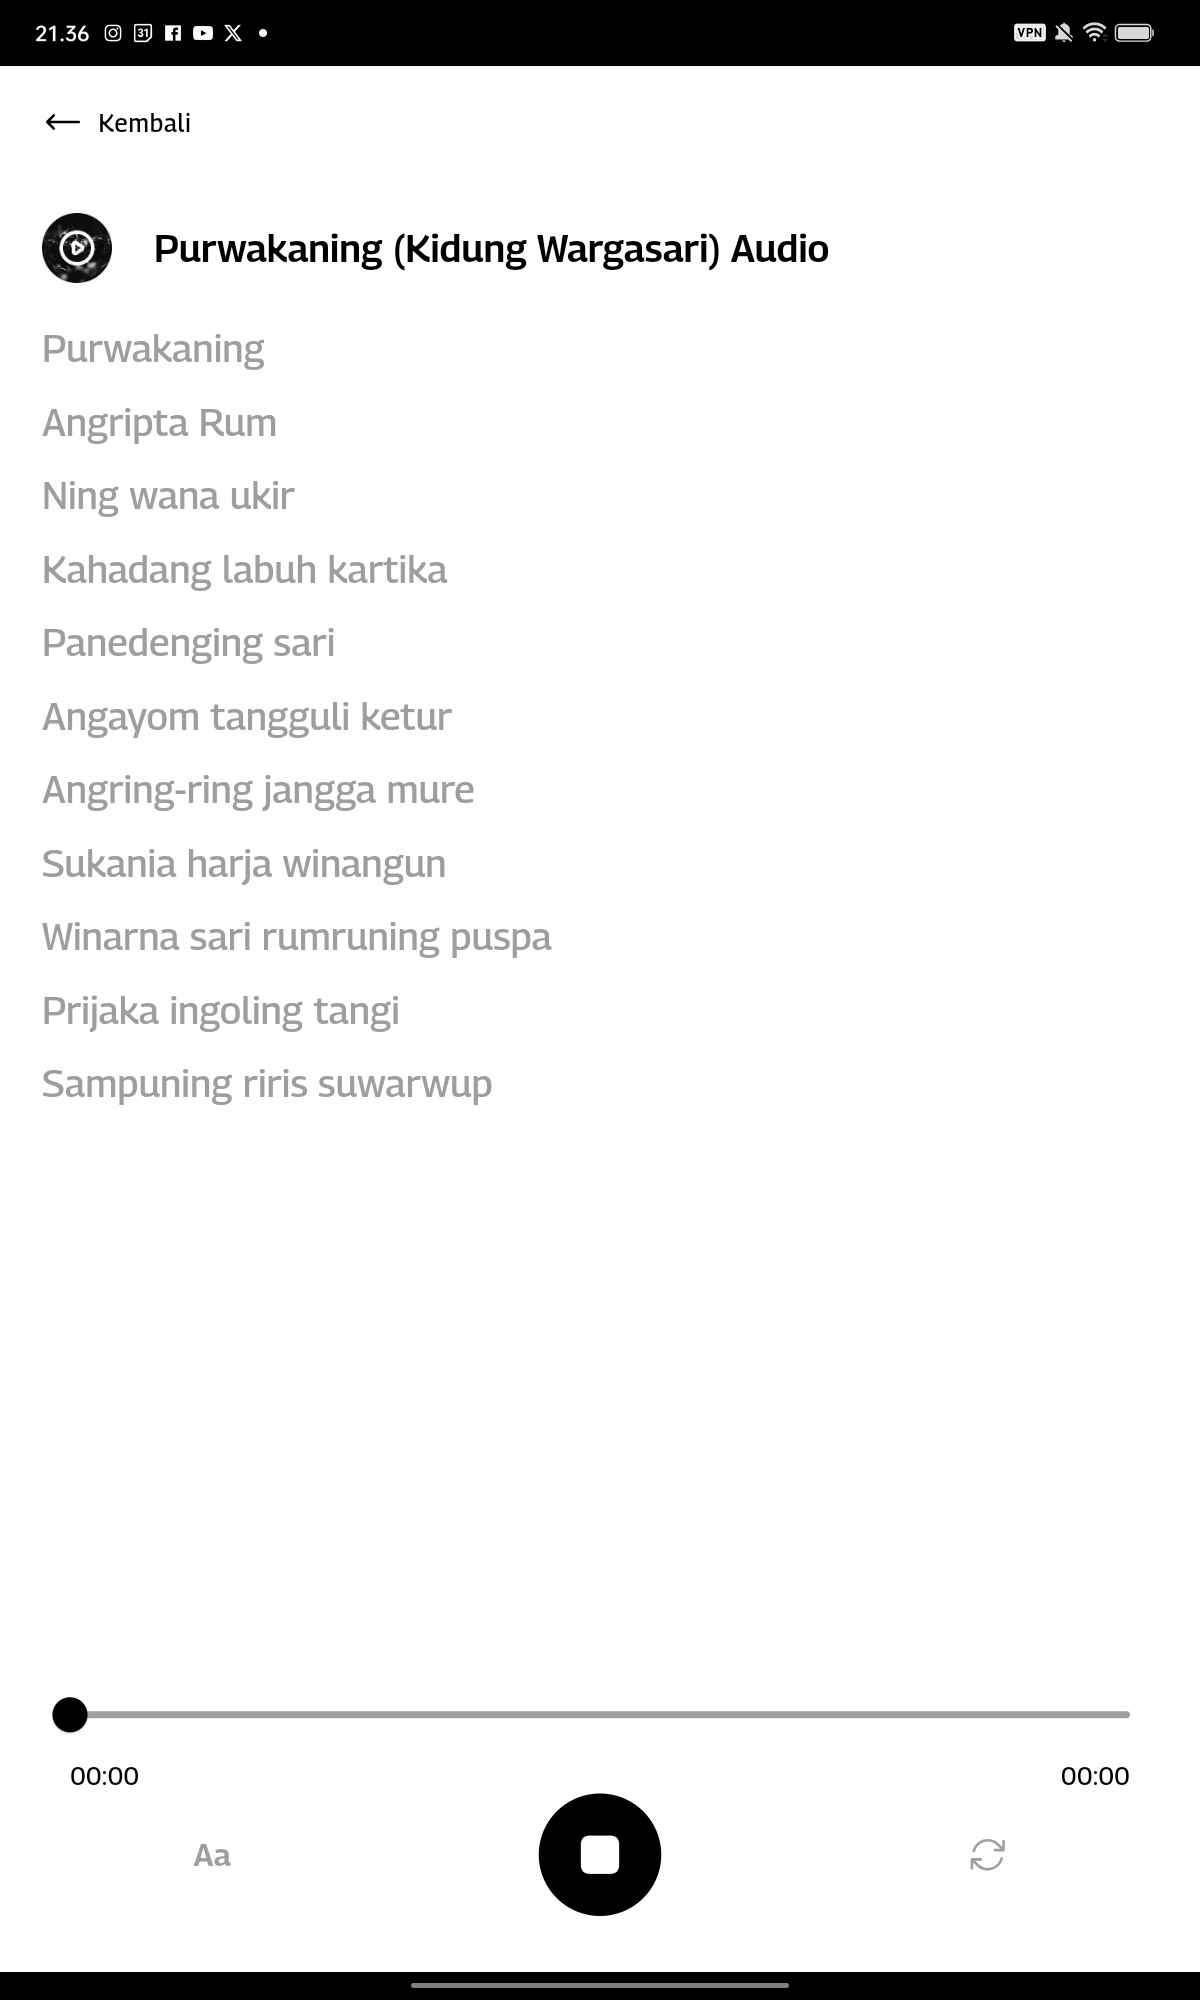 21.36 31 VPN
Kembali
Purwakaning (Kidung Wargasari) Audio
Purwakaning
Angripta Rum
Ning wana ukir
Kahadang labuh kartika
Panedenging sari
Angayom tangguli ketur
Angring-ring jangga mure
Sukania harja winangun
Winarna sari rumruning puspa
Prijaka ingoling tangi
Sampuning riris suwarwup
00:00 00:00
Aa